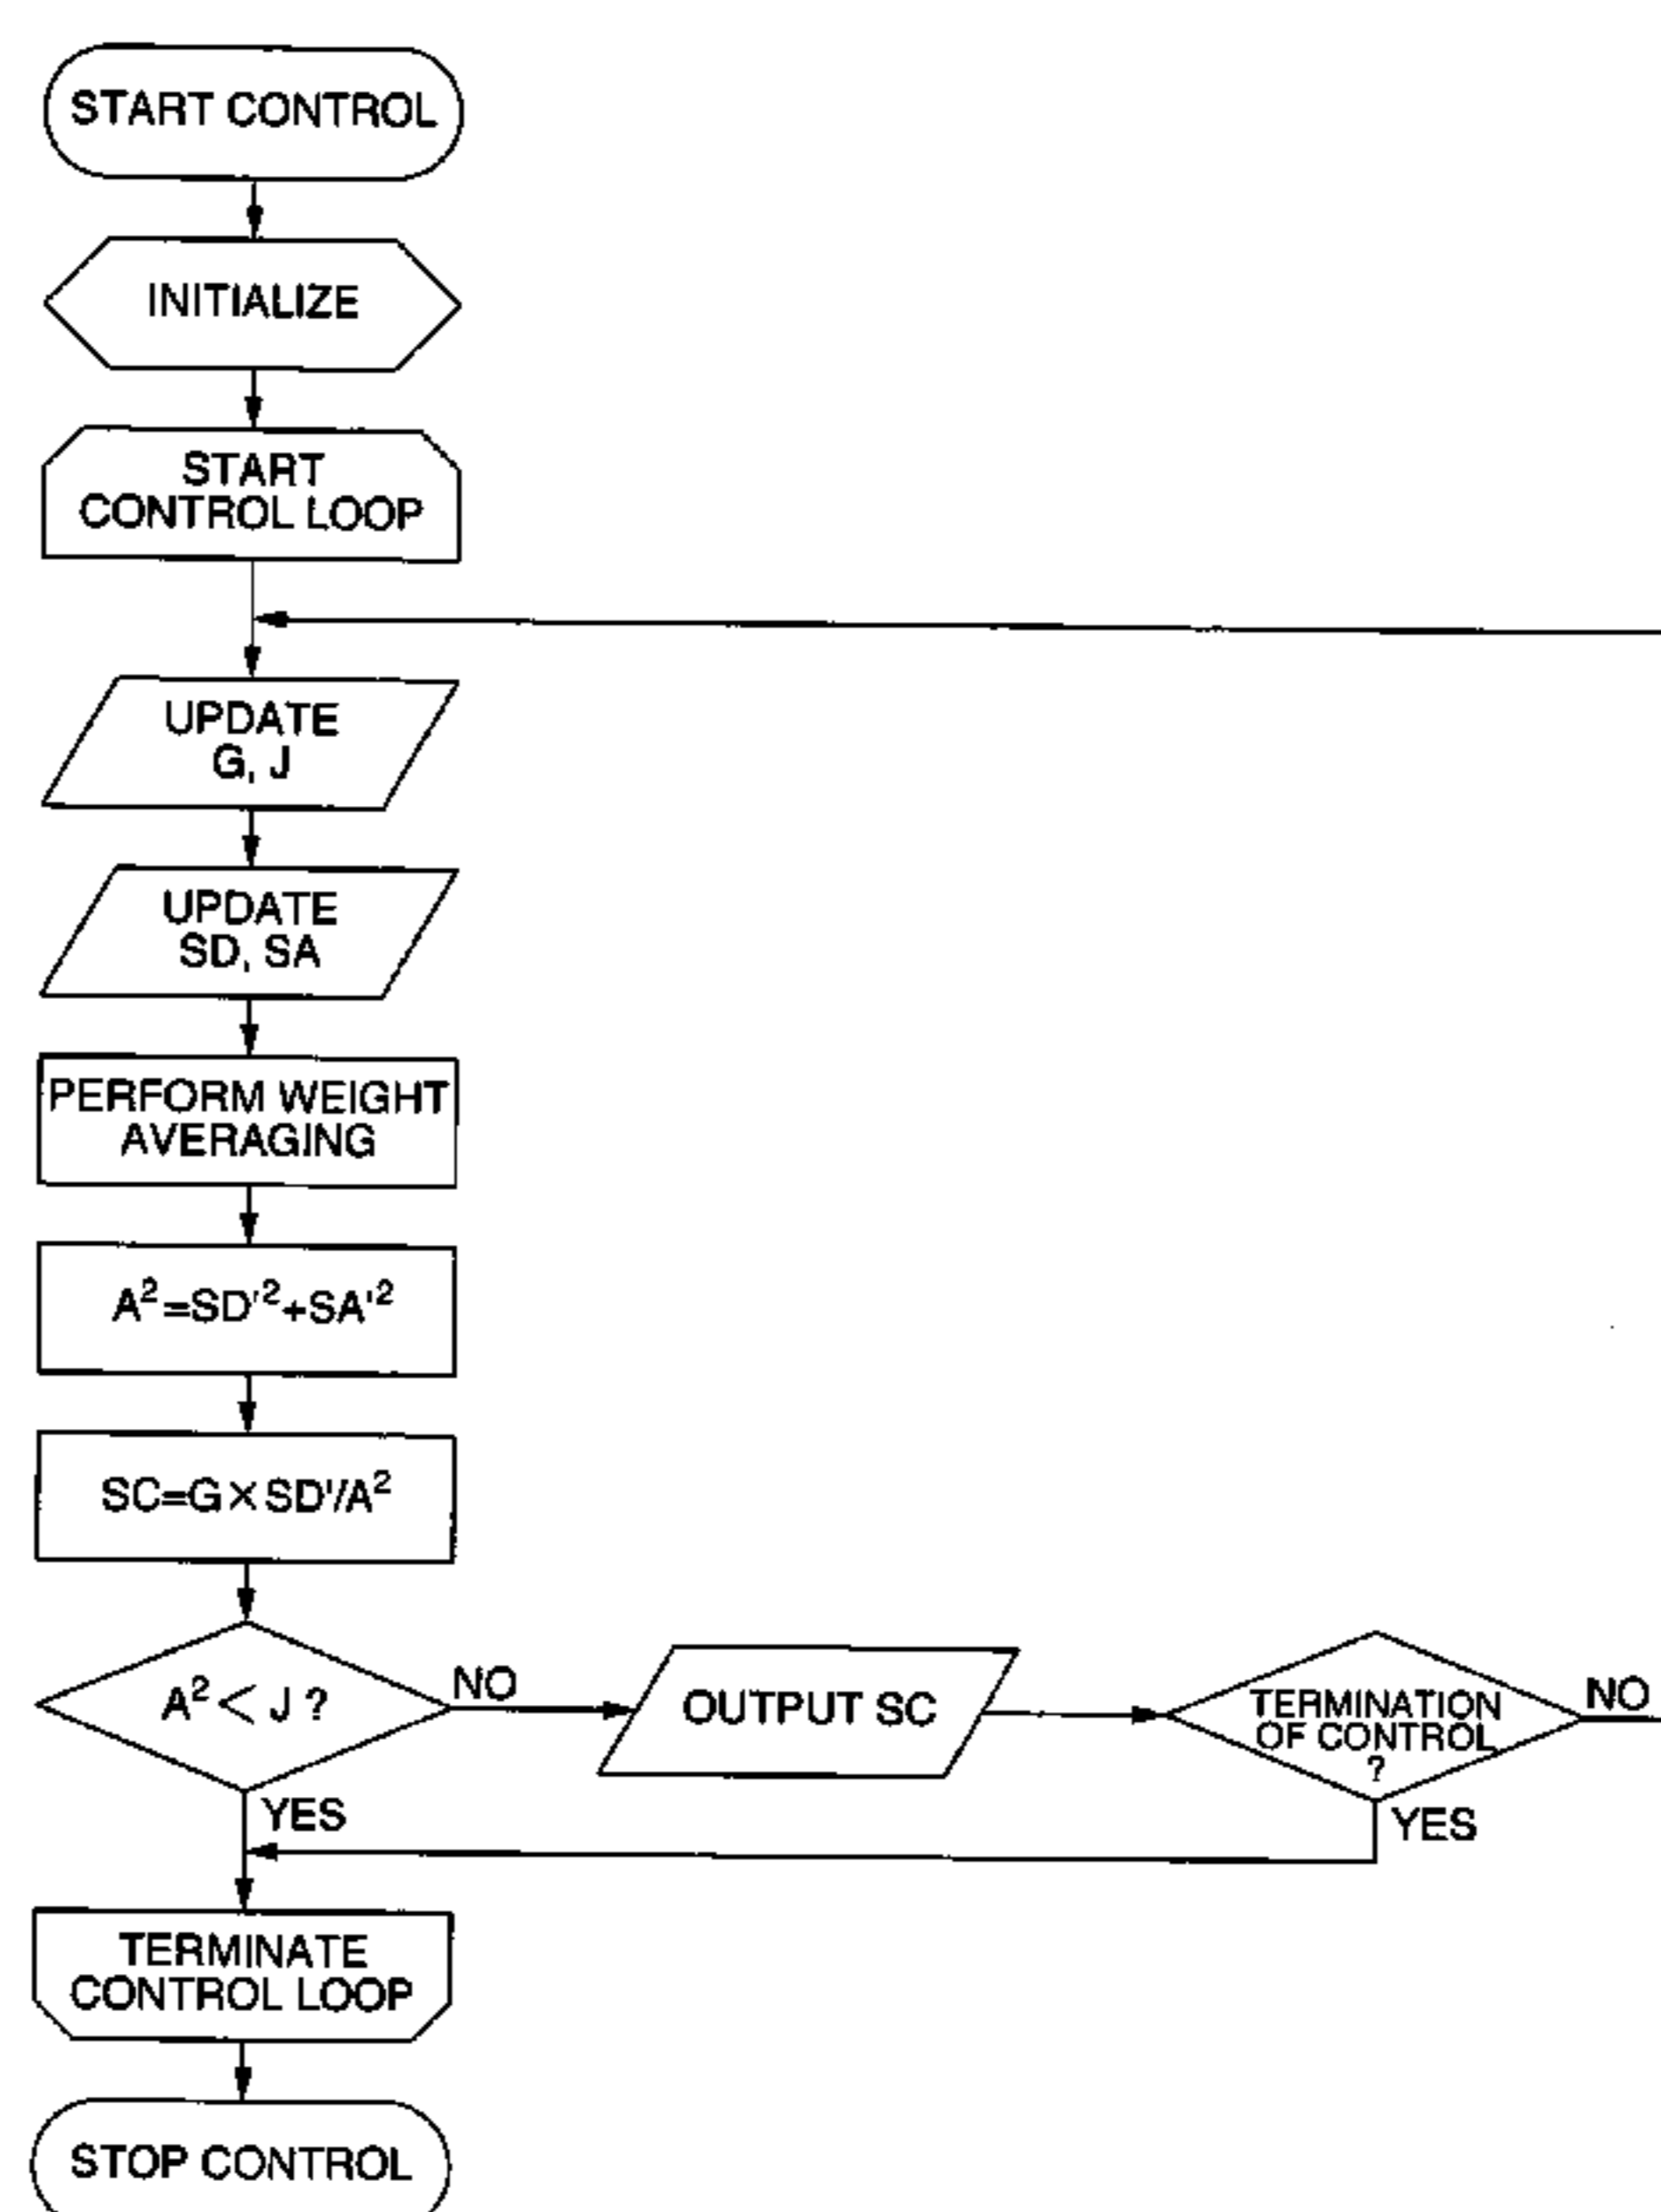 START CONTROL
INITIALIZE
START
CONTROL LOOP
UPDATE
G, J
UPDATE
SD, SA
PERFORM WEIGHT
AVERAGING
A²=SD'²+SA'²
SC=G×SD'/A²
A²< J ?
NO
OUTPUT SC
TERMINATION
OF CONTROL
?
NO
YES
YES
TERMINATE
CONTROL LOOP
STOP CONTROL